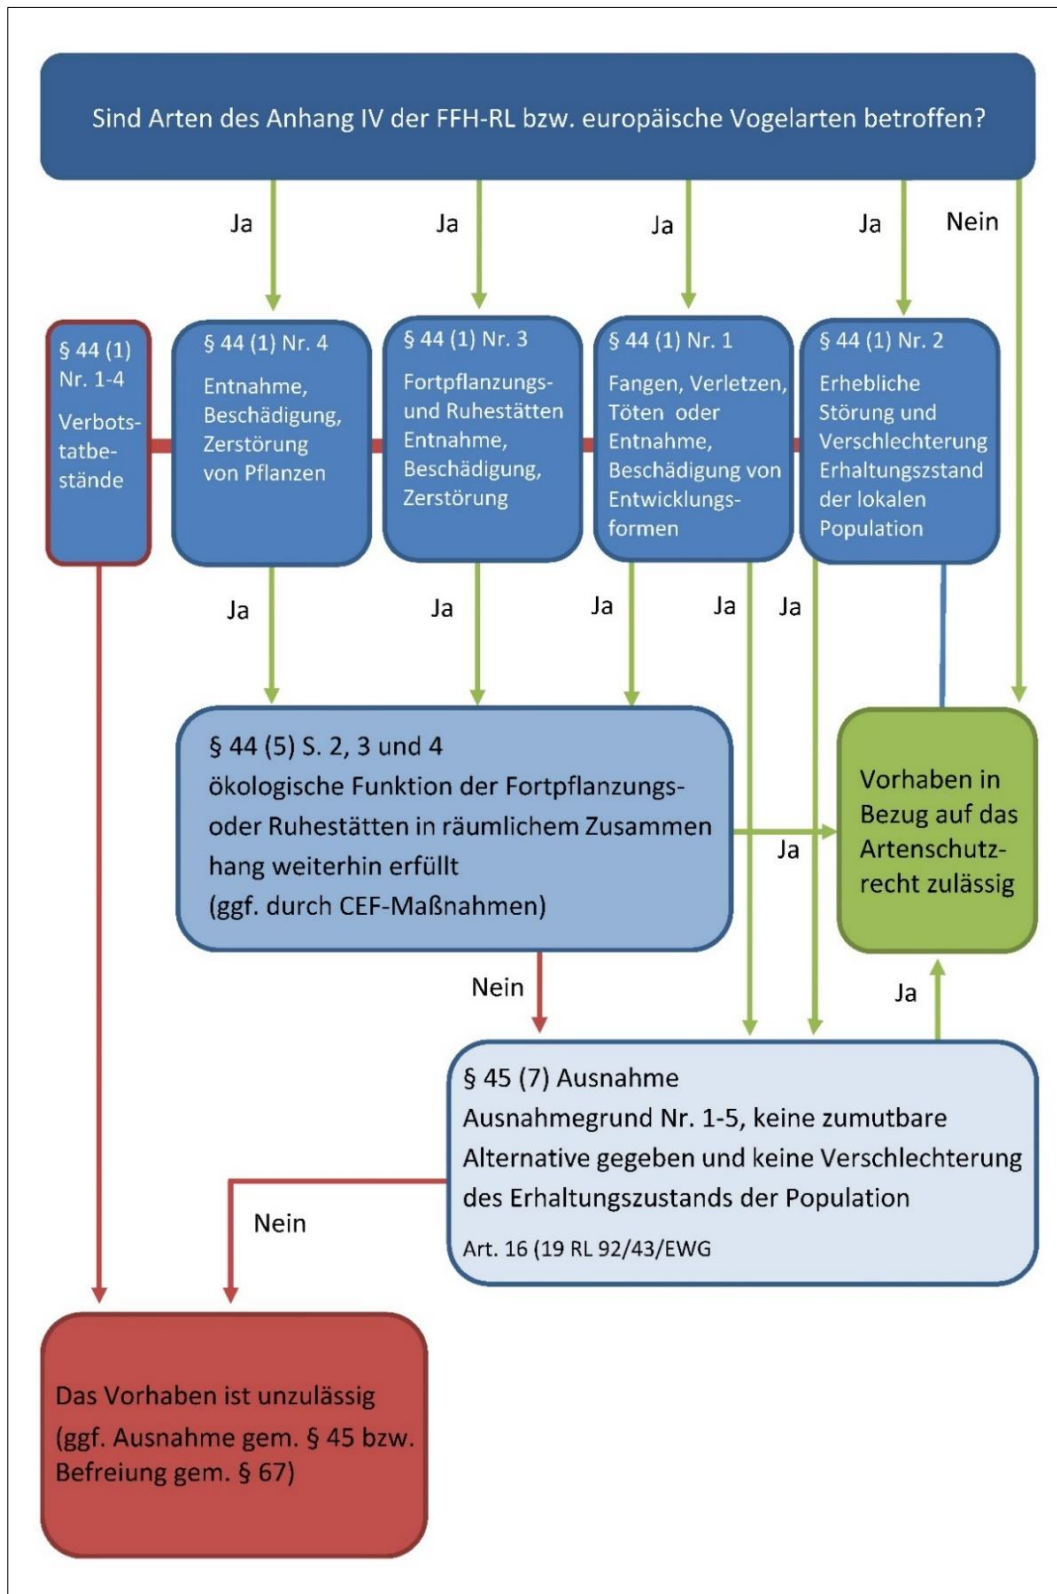 Sind Arten des Anhang IV der FFH-RL bzw. europäische Vogelarten betroffen?
Ja
Ja
Ja
Ja
Nein
§ 44 (1)
Nr. 1-4
Verbots-
tatbe-
stände
§ 44 (1) Nr. 4
Entnahme,
Beschädigung,
Zerstörung
von Pflanzen
§ 44 (1) Nr. 3
Fortpflanzungs-
und Ruhestätten
Entnahme,
Beschädigung,
Zerstörung
§ 44 (1) Nr. 1
Fangen, Verletzen,
Töten oder
Entnahme,
Beschädigung von
Entwicklungs-
formen
§ 44 (1) Nr. 2
Erhebliche
Störung und
Verschlechterung
Erhaltungszstand
der lokalen
Population
Ja
Ja
Ja
Ja
Ja
§ 44 (5) S. 2, 3 und 4
ökologische Funktion der Fortpflanzungs-
oder Ruhestätten in räumlichem Zusammen
hang weiterhin erfüllt
(ggf. durch CEF-Maßnahmen)
Ja
Vorhaben in
Bezug auf das
Artenschutz-
recht zulässig
Nein
Ja
§ 45 (7) Ausnahme
Ausnahmegrund Nr. 1-5, keine zumutbare
Alternative gegeben und keine Verschlechterung
des Erhaltungszustands der Population
Art. 16 (19 RL 92/43/EWG
Nein
Das Vorhaben ist unzulässig
(ggf. Ausnahme gem. § 45 bzw.
Befreiung gem. § 67)